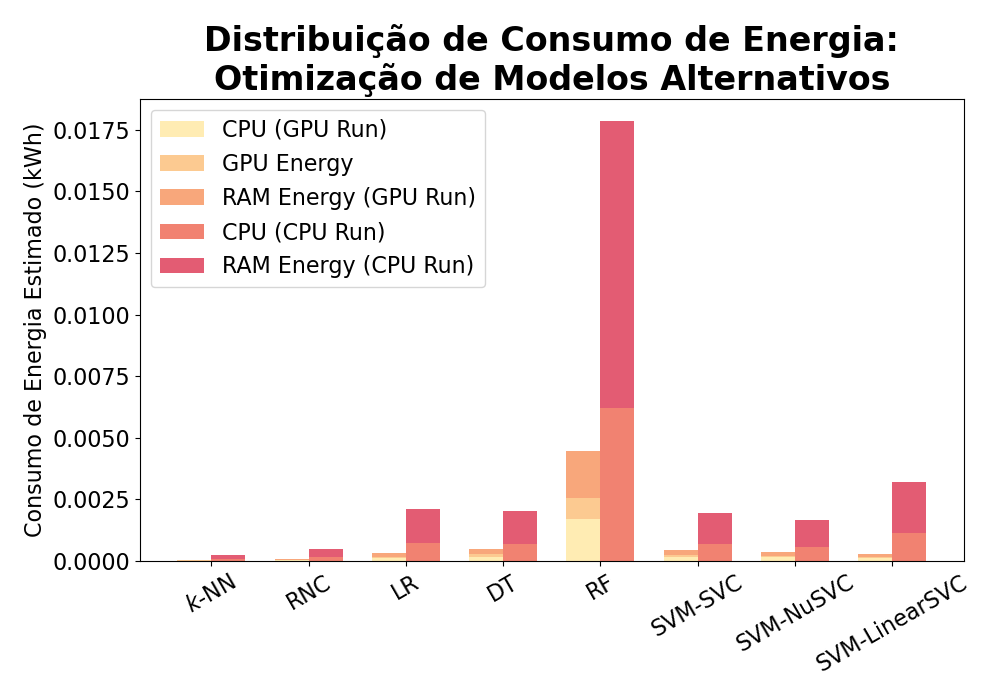 Distribuição de Consumo de Energia:
Otimização de Modelos Alternativos
CPU (GPU Run)
GPU Energy
RAM Energy (GPU Run)
CPU (CPU Run)
RAM Energy (CPU Run)
Consumo de Energia Estimado (kWh)
0.0175
0.0150
0.0125
0.0100
0.0075
0.0050
0.0025
0.0000
k-NN
RNC
LR
DT
RF
SVM-SVC
SVM-NuSVC
SVM-LinearSVC